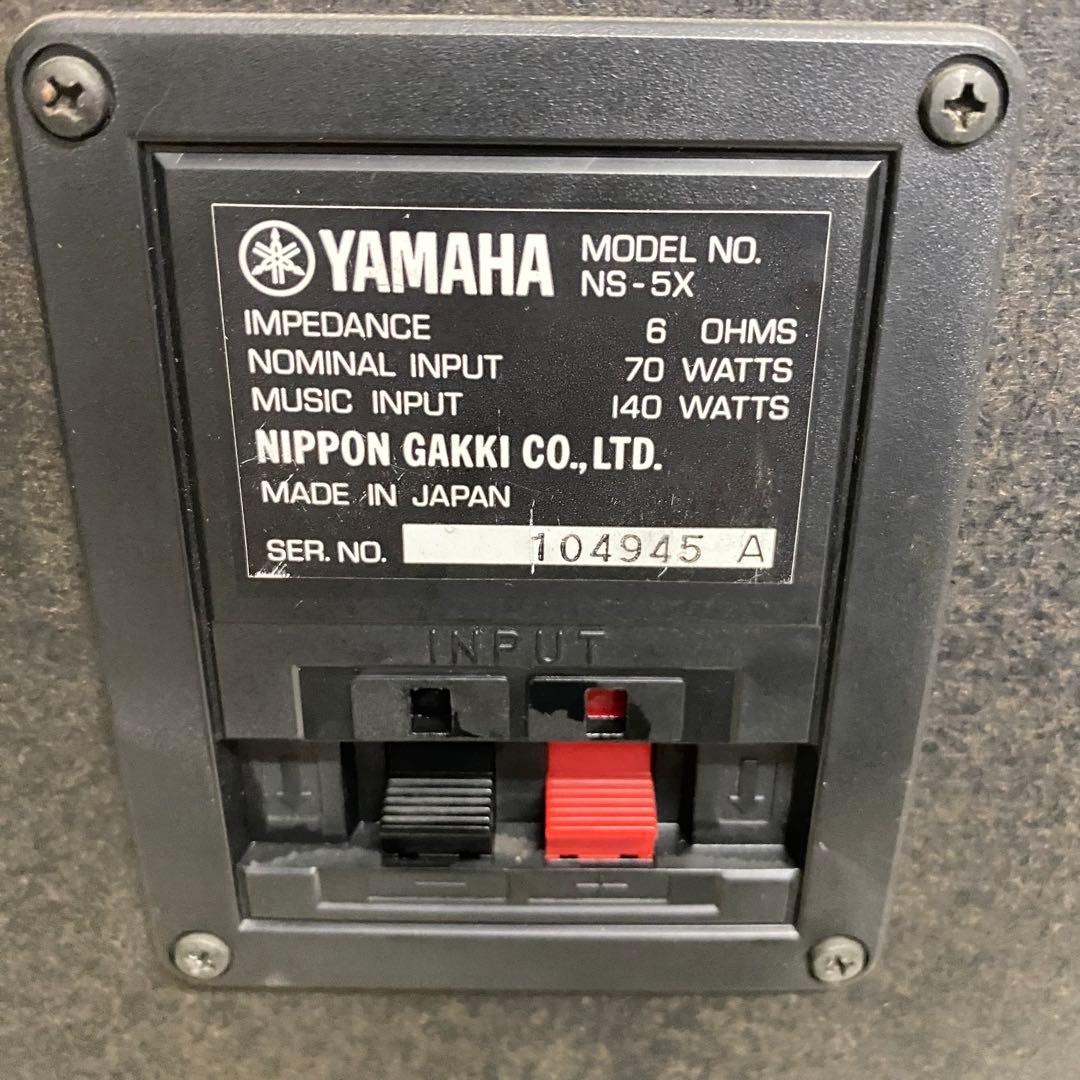 YAMAHA MODEL NO.
NS-5X
IMPEDANCE 6 OHMS
NOMINAL INPUT 70 WATTS
MUSIC INPUT 140 WATTS
NIPPON GAKKI CO., LTD.
MADE IN JAPAN
SER. NO. 104945 A
INPUT
− +